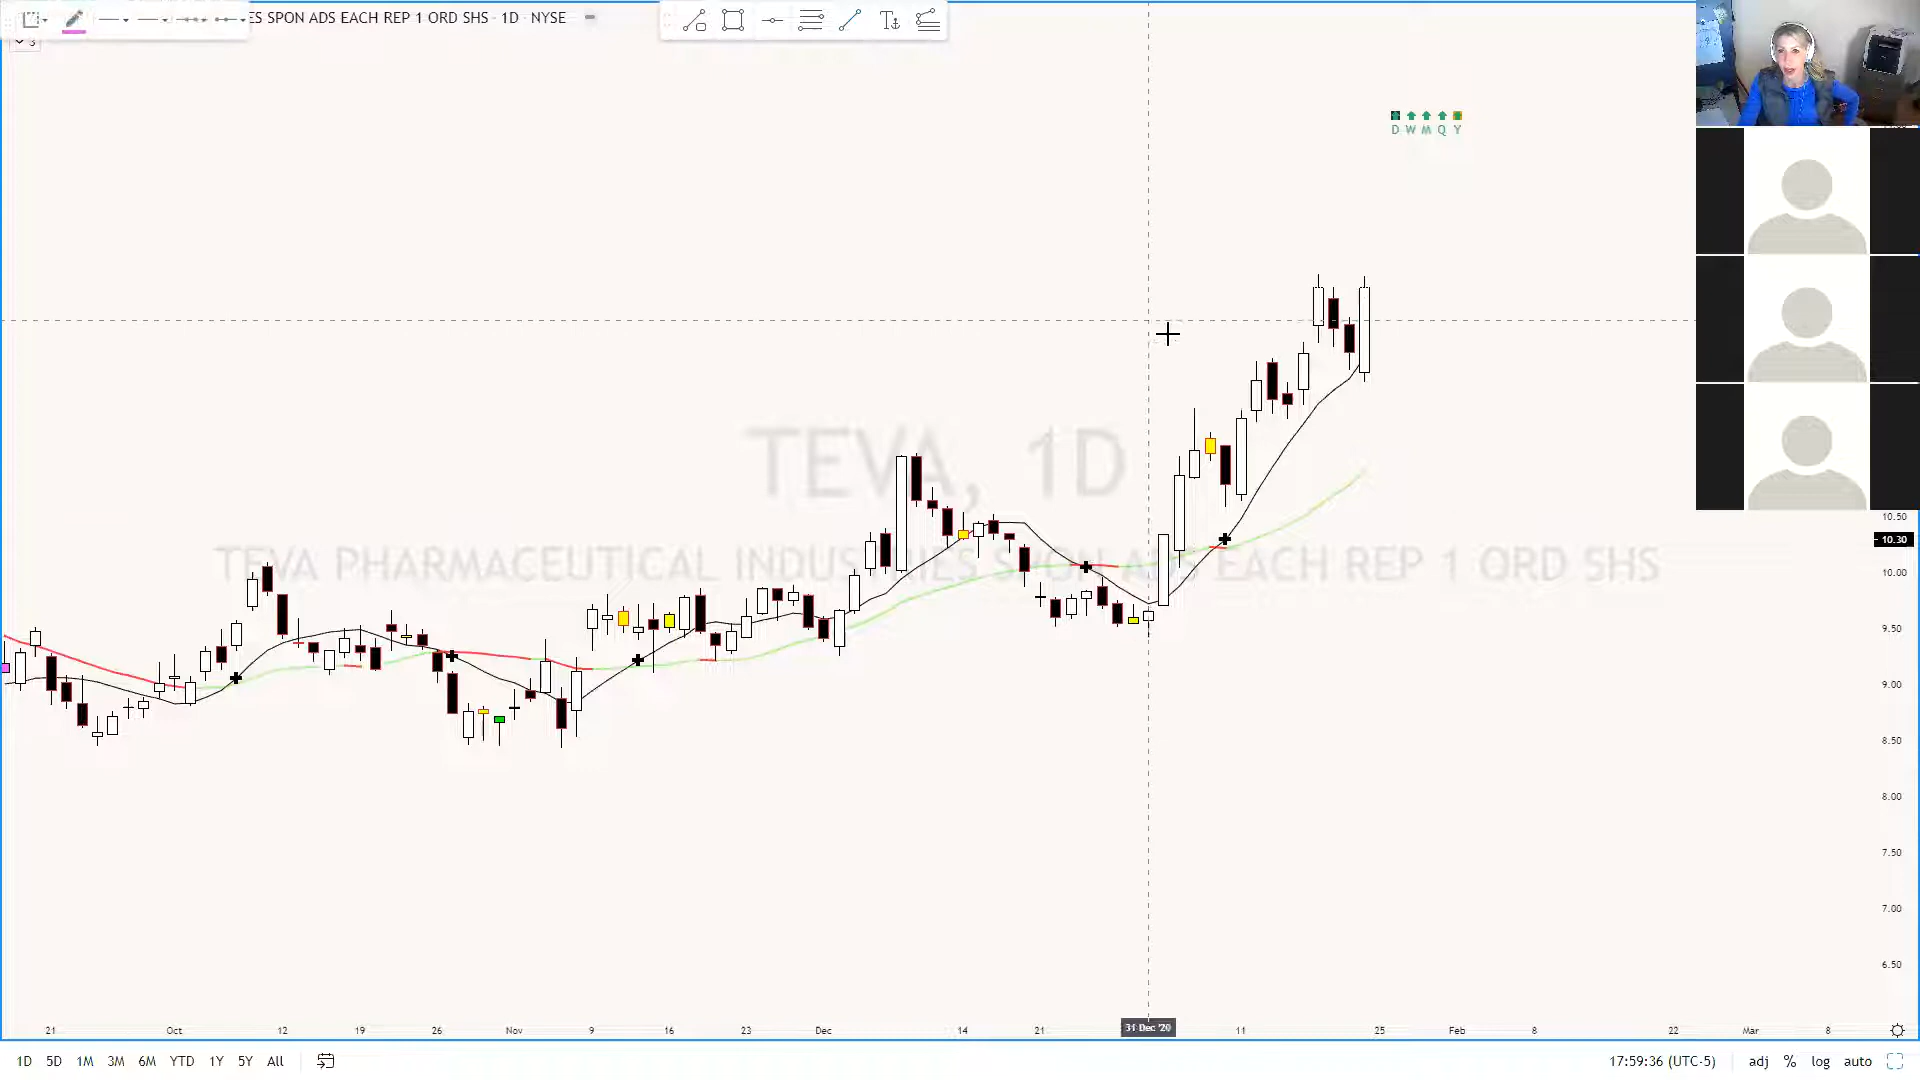 ES SPON ADS EACH REP 1 ORD SHS · 1D · NYSE
3
D W M Q Y
TEVA, 1D
TEVA PHARMACEUTICAL INDUSTRIES SPON ADS EACH REP 1 ORD SHS
10.50
10.30
10.00
9.50
9.00
8.50
8.00
7.50
7.00
6.50
21 Oct 12 19 26 Nov 9 16 23 Dec 14 21 31 Dec '20 11 25 Feb 8 22 Mar 8
1D 5D 1M 3M 6M YTD 1Y 5Y All 17:59:36 (UTC-5) adj % log auto